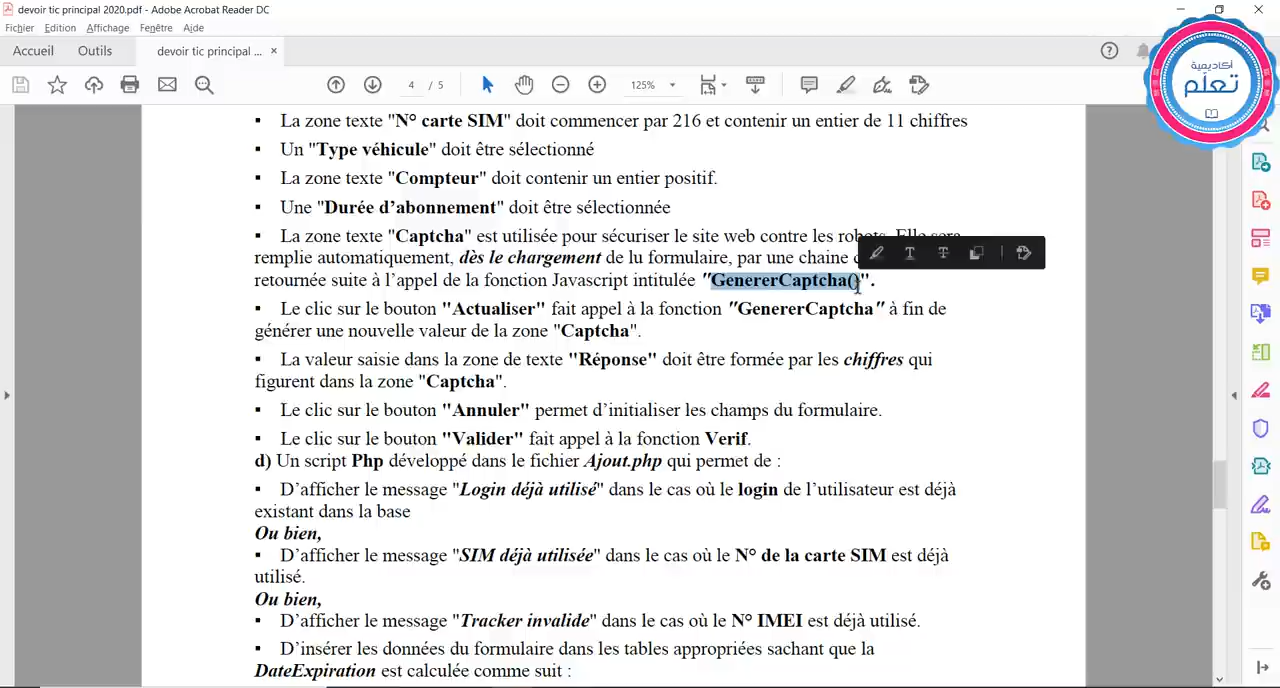 devoir tic principal 2020.pdf - Adobe Acrobat Reader DC
Fichier Edition Affichage Fenêtre Aide
Accueil Outils devoir tic principal ... ×
4 / 5 125%
أكاديمية
تعلّم
▪ La zone texte "N° carte SIM" doit commencer par 216 et contenir un entier de 11 chiffres
▪ Un "Type véhicule" doit être sélectionné
▪ La zone texte "Compteur" doit contenir un entier positif.
▪ Une "Durée d'abonnement" doit être sélectionnée
▪ La zone texte "Captcha" est utilisée pour sécuriser le site web contre les robots. Elle sera
remplie automatiquement, dès le chargement de lu formulaire, par une chaine
retournée suite à l'appel de la fonction Javascript intitulée "GenererCaptcha()".
▪ Le clic sur le bouton "Actualiser" fait appel à la fonction "GenererCaptcha" à fin de
générer une nouvelle valeur de la zone "Captcha".
▪ La valeur saisie dans la zone de texte "Réponse" doit être formée par les chiffres qui
figurent dans la zone "Captcha".
▪ Le clic sur le bouton "Annuler" permet d'initialiser les champs du formulaire.
▪ Le clic sur le bouton "Valider" fait appel à la fonction Verif.
d) Un script Php développé dans le fichier Ajout.php qui permet de :
▪ D'afficher le message "Login déjà utilisé" dans le cas où le login de l'utilisateur est déjà
existant dans la base
Ou bien,
▪ D'afficher le message "SIM déjà utilisée" dans le cas où le N° de la carte SIM est déjà
utilisé.
Ou bien,
▪ D'afficher le message "Tracker invalide" dans le cas où le N° IMEI est déjà utilisé.
▪ D'insérer les données du formulaire dans les tables appropriées sachant que la
DateExpiration est calculée comme suit :